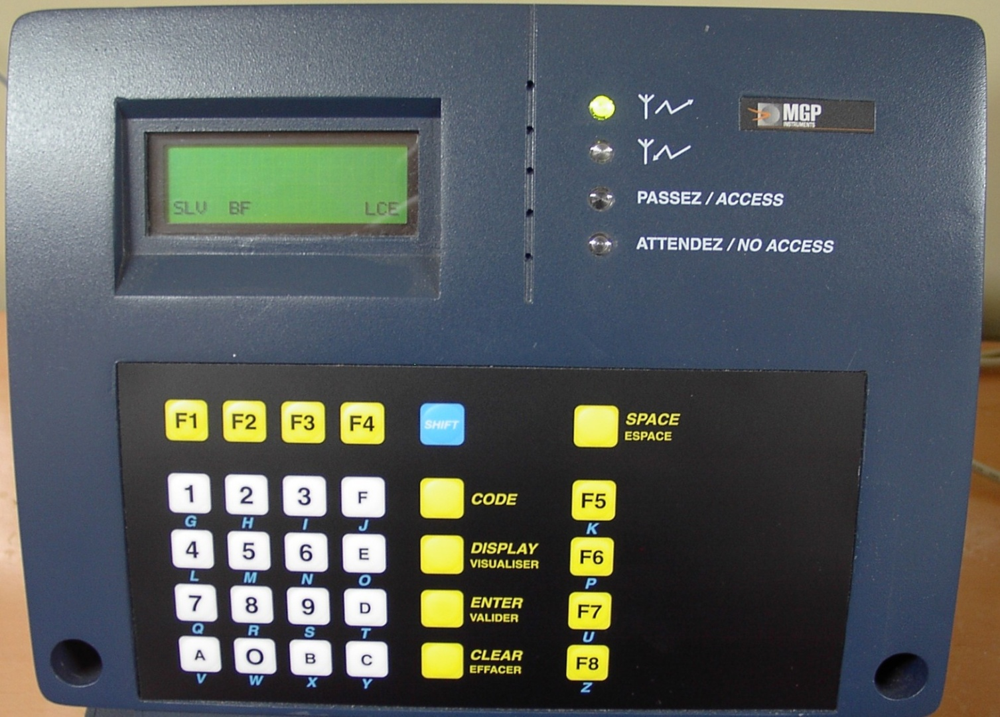 MGP
INSTRUMENTS
SLV BF LCE
PASSEZ / ACCESS
ATTENDEZ / NO ACCESS
F1 F2 F3 F4 SHIFT SPACE
ESPACE
1 2 3 F CODE F5
G H I J K
4 5 6 E DISPLAY F6
VISUALISER
L M N O P
7 8 9 D ENTER F7
VALIDER
Q R S T U
A O B C CLEAR F8
EFFACER
V W X Y Z